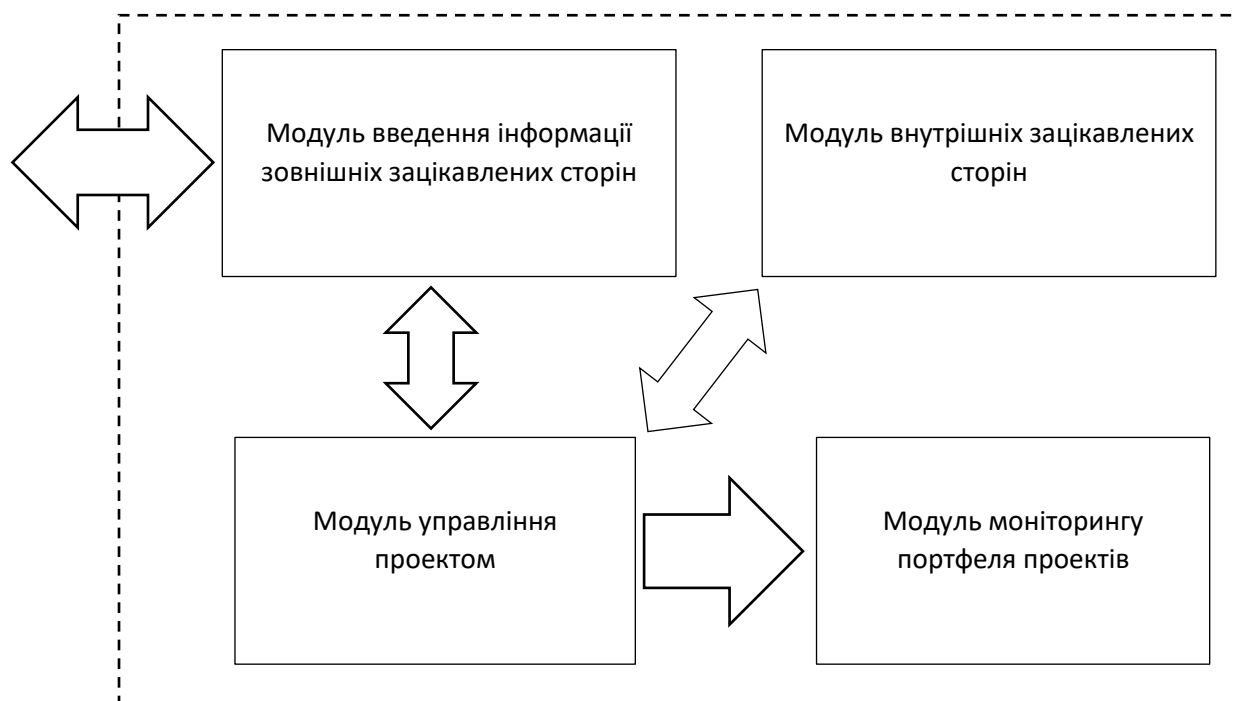 Модуль введення інформації
зовнішніх зацікавлених сторін
Модуль внутрішніх зацікавлених
сторін
Модуль управління
проектом
Модуль моніторингу
портфеля проектів